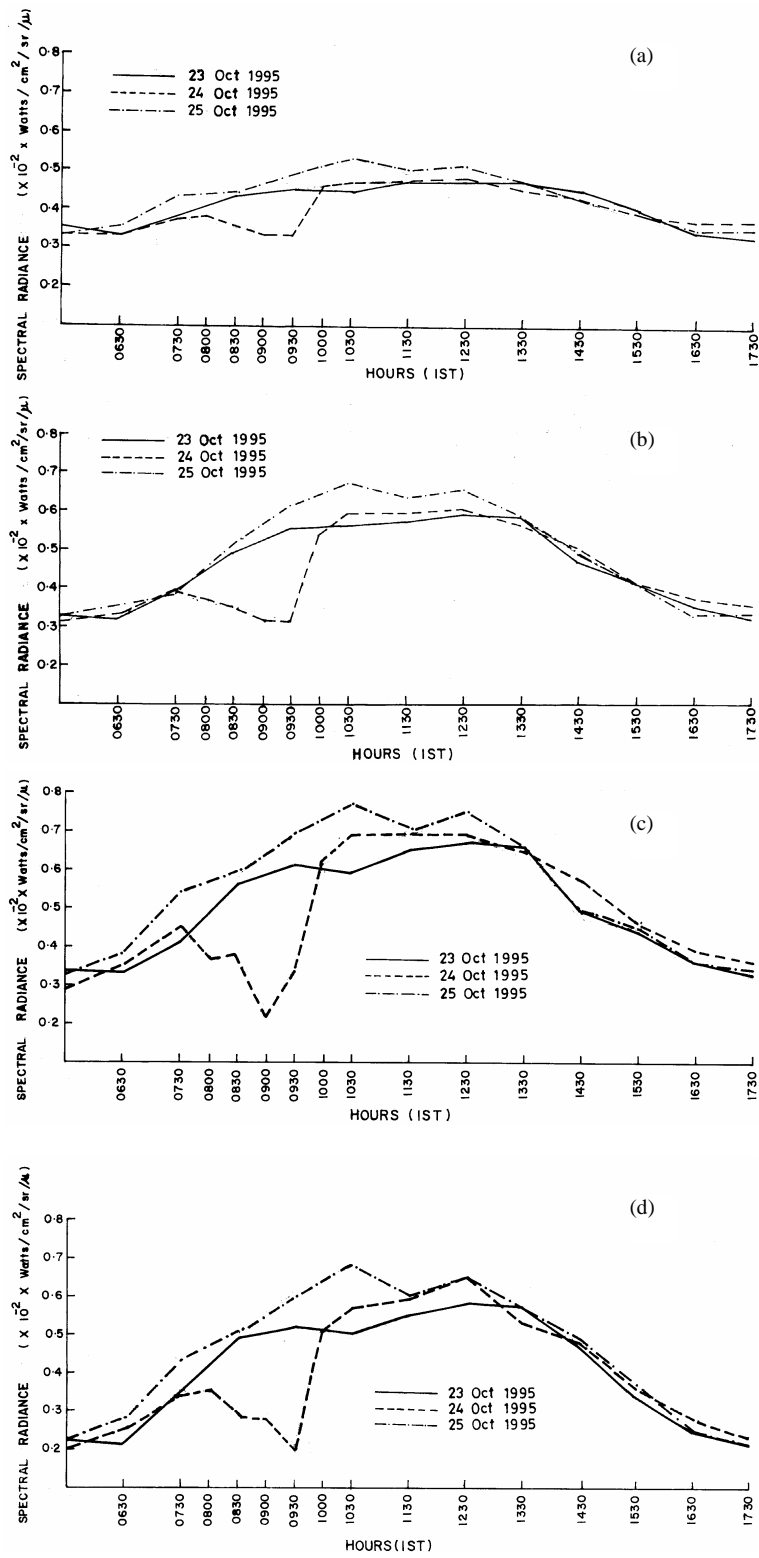 (a)
SPECTRAL RADIANCE (X 10⁻² x Watts/cm²/sr/μ)
0·8
0·7
0·6
0·5
0·4
0·3
0·2
23 Oct 1995
24 Oct 1995
25 Oct 1995
0630 0730 0800 0830 0900 0930 1000 1030 1130 1230 1330 1430 1530 1630 1730
HOURS (IST)
(b)
SPECTRAL RADIANCE (X 10⁻² x Watts/cm²/sr/μ)
0·8
0·7
0·6
0·5
0·4
0·3
0·2
23 Oct 1995
24 Oct 1995
25 Oct 1995
0630 0730 0800 0830 0900 0930 1000 1030 1130 1230 1330 1430 1530 1630 1730
HOURS (IST)
(c)
SPECTRAL RADIANCE (X10⁻² X Watts/cm²/sr/μ)
0·8
0·7
0·6
0·5
0·4
0·3
0·2
23 Oct 1995
24 Oct 1995
25 Oct 1995
0630 0730 0800 0830 0900 0930 1000 1030 1130 1230 1330 1430 1530 1630 1730
HOURS (IST)
(d)
SPECTRAL RADIANCE (X 10⁻² X Watts/cm²/sr/μ)
0·8
0·7
0·6
0·5
0·4
0·3
0·2
23 Oct 1995
24 Oct 1995
25 Oct 1995
0630 0730 0800 0830 0900 0930 1000 1030 1130 1230 1330 1430 1530 1630 1730
HOURS(IST)